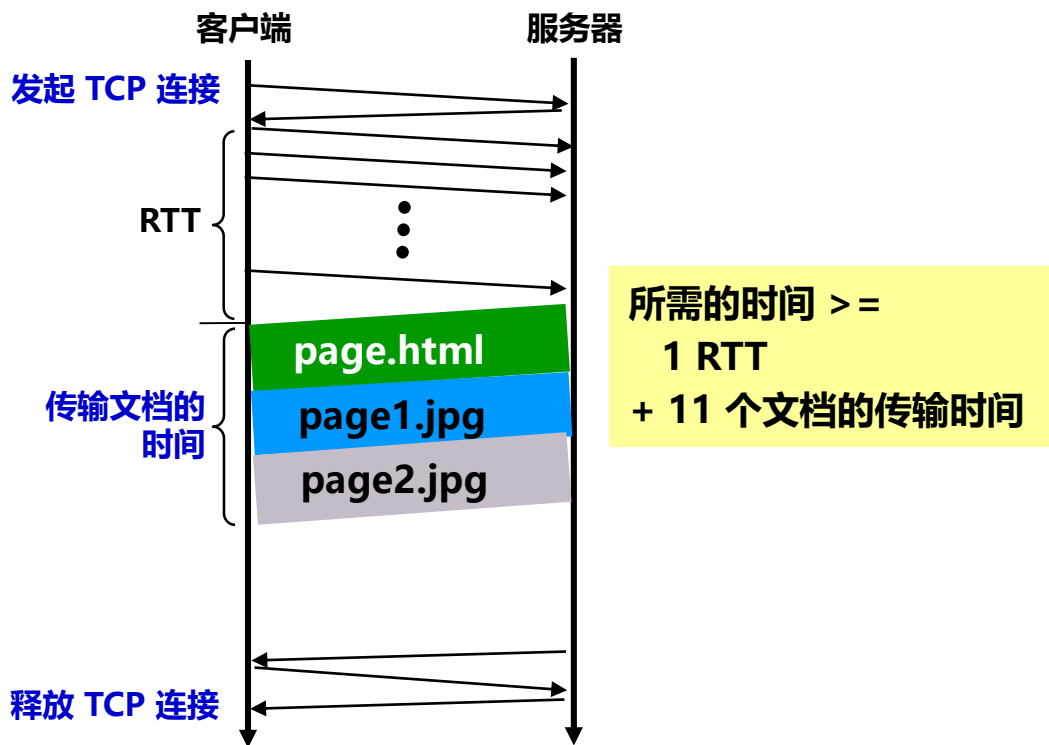 客户端
服务器
发起 TCP 连接
RTT
page.html
page1.jpg
page2.jpg
传输文档的
时间
所需的时间 >=
1 RTT
+ 11 个文档的传输时间
释放 TCP 连接